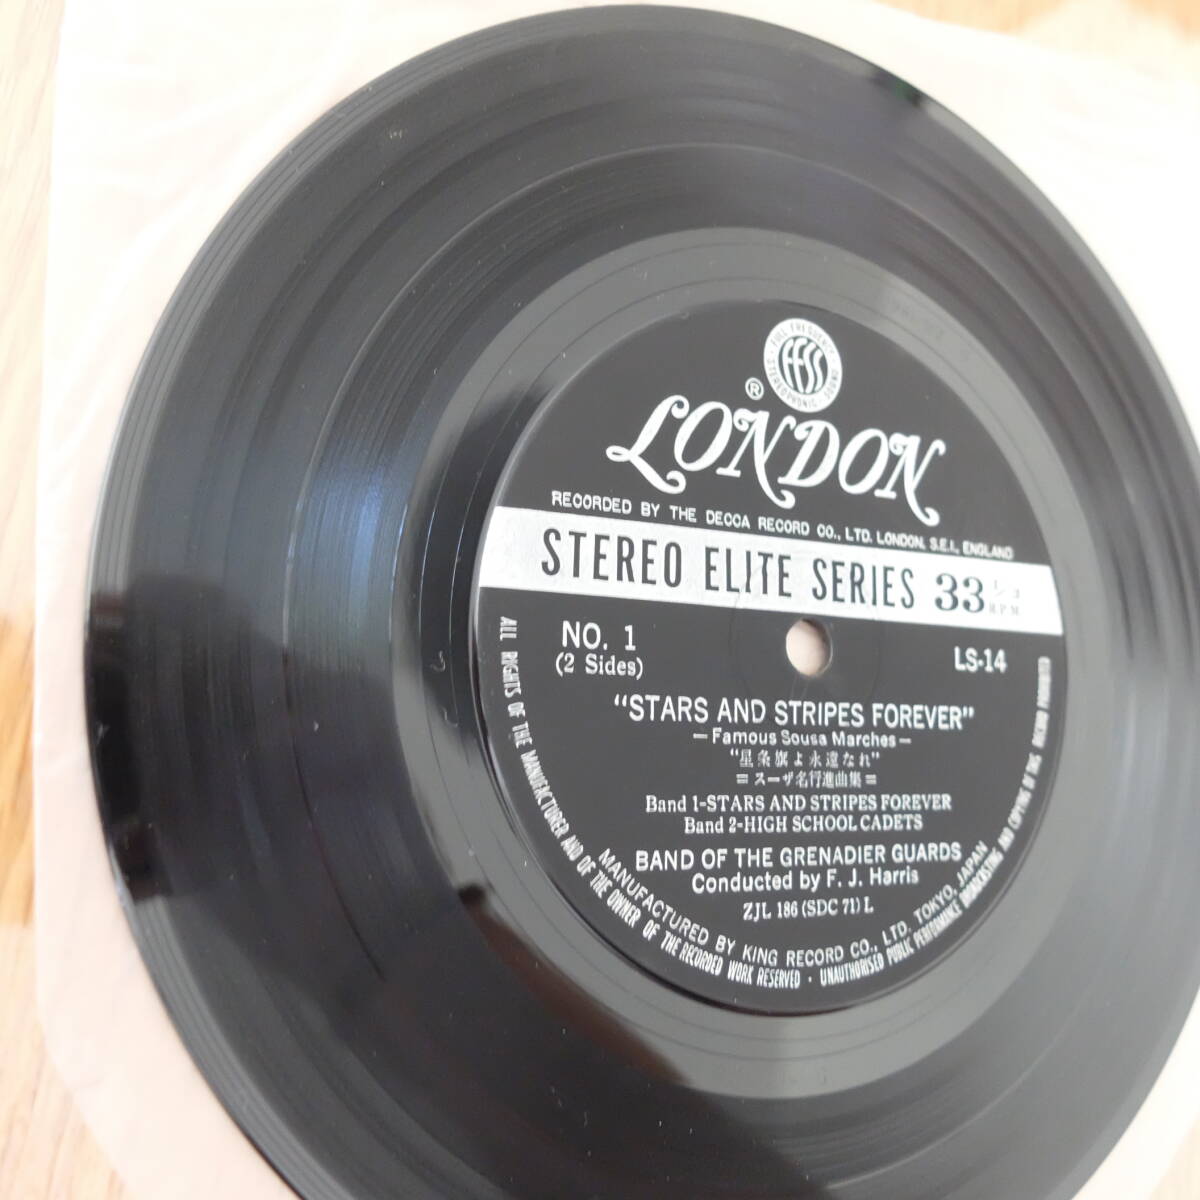 FULL FREQUENCY
FFSS
STEREOPHONIC · SOUND
®
LONDON
RECORDED BY THE DECCA RECORD CO., LTD. LONDON, S.E.I., ENGLAND
STEREO ELITE SERIES 33 1/3 R.P.M.
NO. 1
(2 Sides)
LS-14
"STARS AND STRIPES FOREVER"
—Famous Sousa Marches—
"星条旗よ永遠なれ"
=スーザ名行進曲集=
Band 1-STARS AND STRIPES FOREVER
Band 2-HIGH SCHOOL CADETS
BAND OF THE GRENADIER GUARDS
Conducted by F. J. Harris
ZJL 186 (SDC 71) L
MANUFACTURED BY KING RECORD CO., LTD. TOKYO, JAPAN
ALL RIGHTS OF THE MANUFACTURER AND OF THE OWNER OF THE RECORDED WORK RESERVED · UNAUTHORISED PUBLIC PERFORMANCE BROADCASTING AND COPYING OF THIS RECORD PROHIBITED